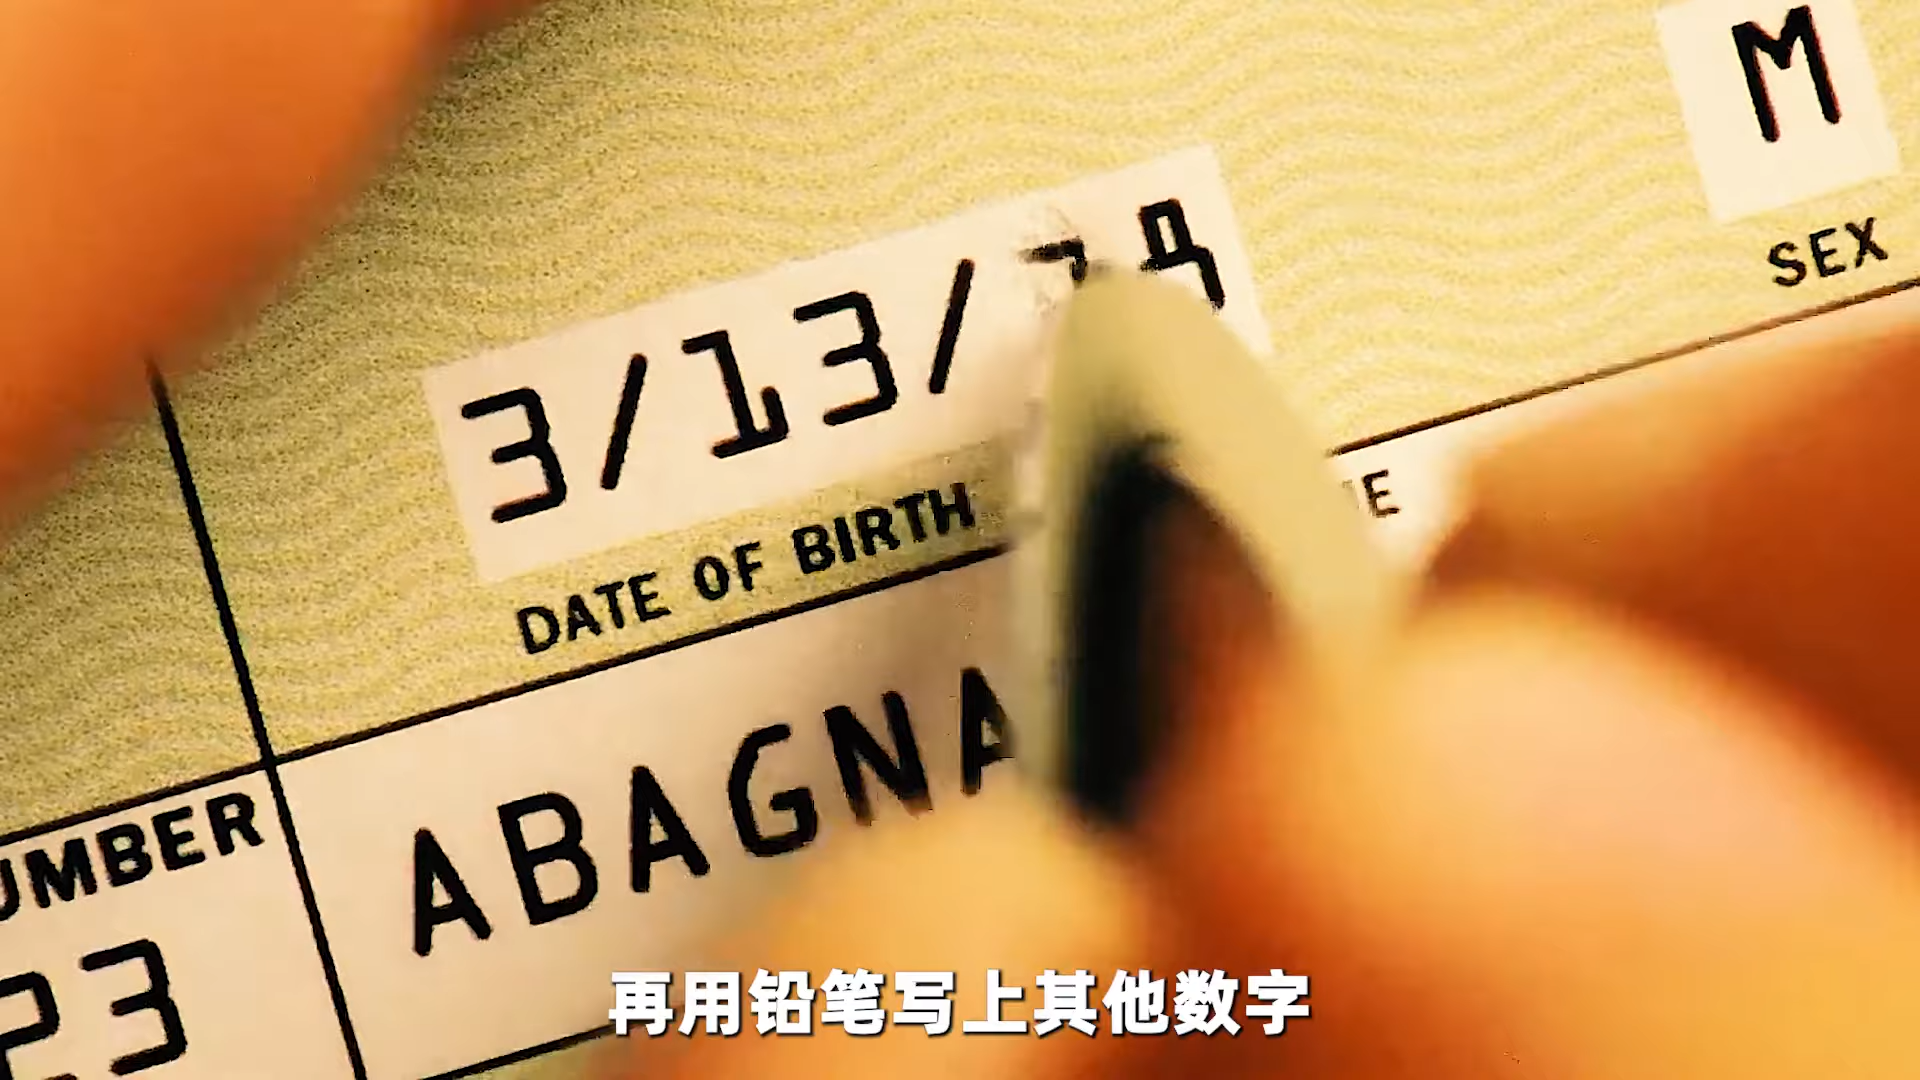 M
SEX
3/13/
DATE OF BIRTH
ABAGNA
UMBER
23
再用铅笔写上其他数字